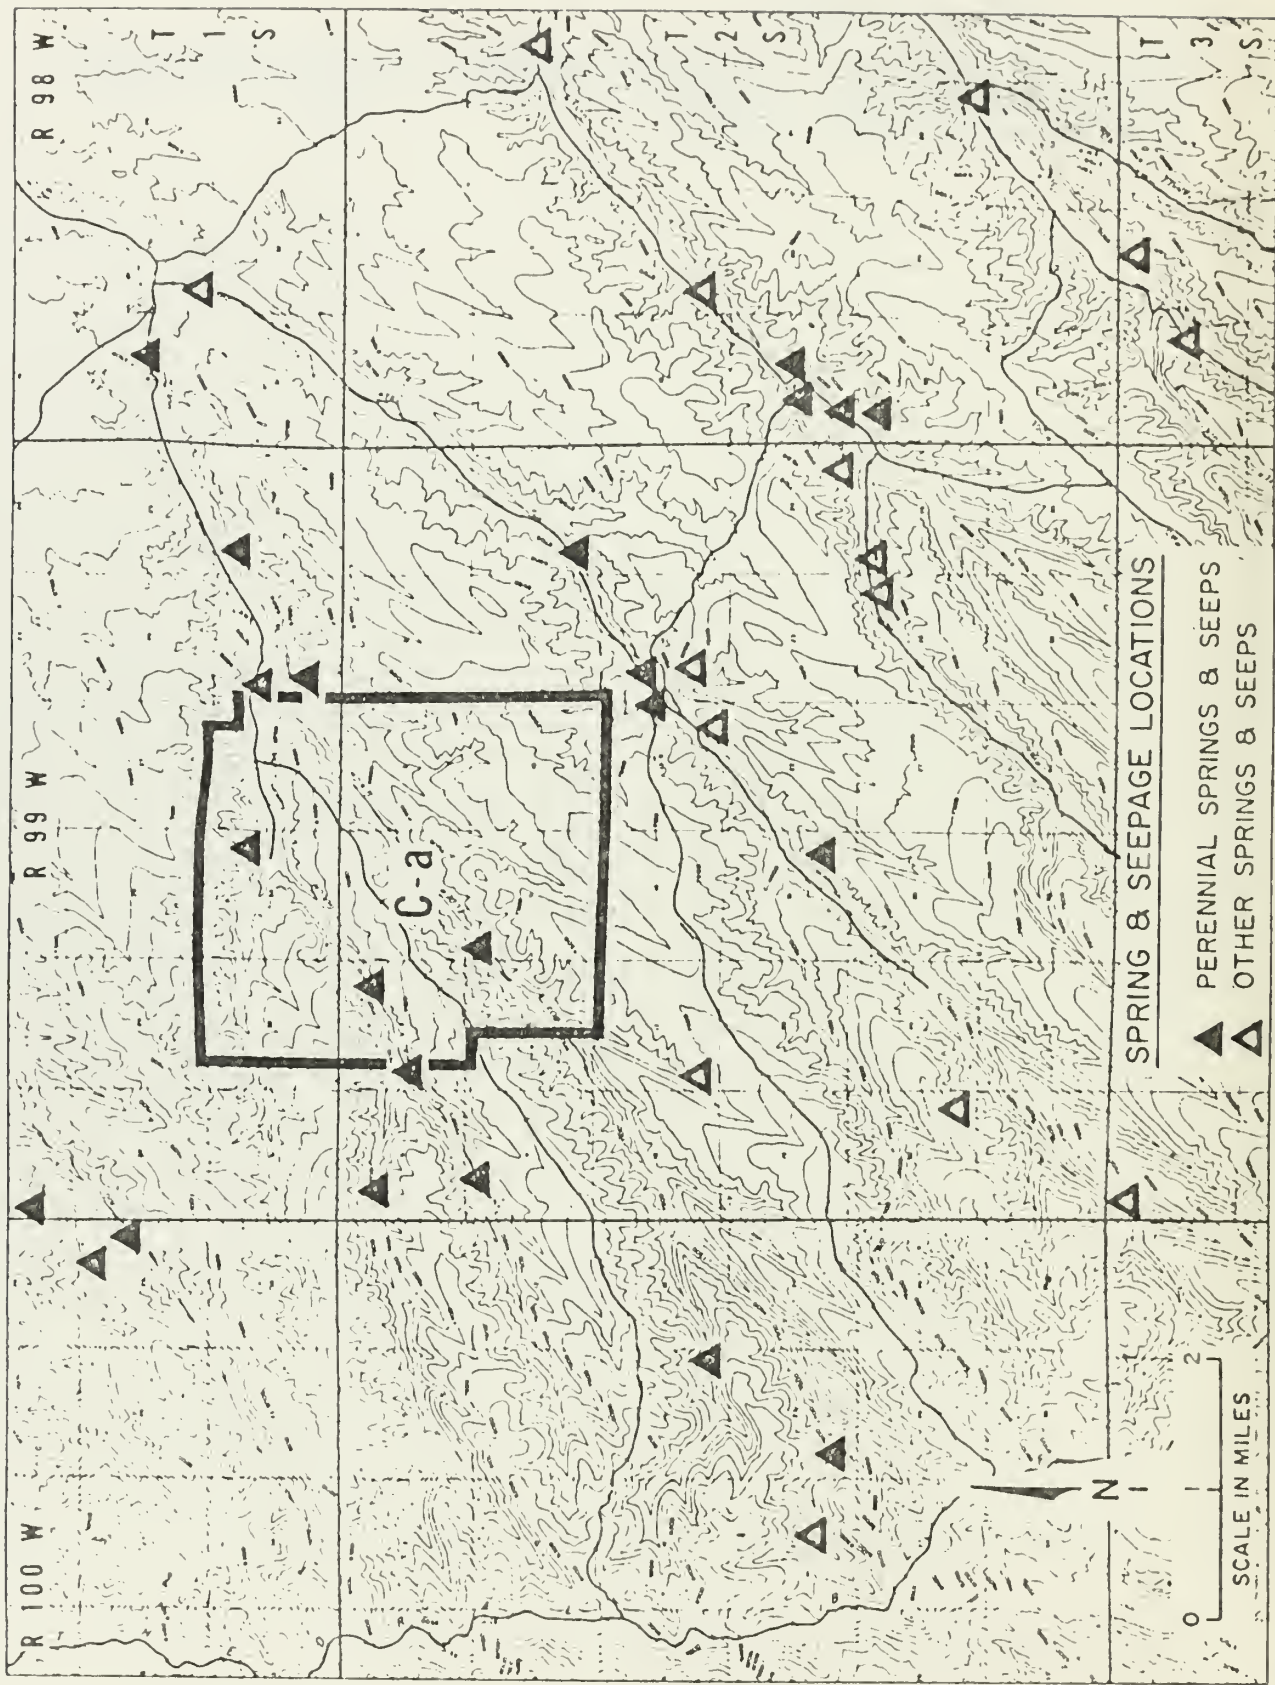 R 100 W
R 99 W
R 98 W
T
1
S
T
2
S
T
3
S
C-a
N
SPRING & SEEPAGE LOCATIONS
PERENNIAL SPRINGS & SEEPS
OTHER SPRINGS & SEEPS
0 1 2
SCALE IN MILES